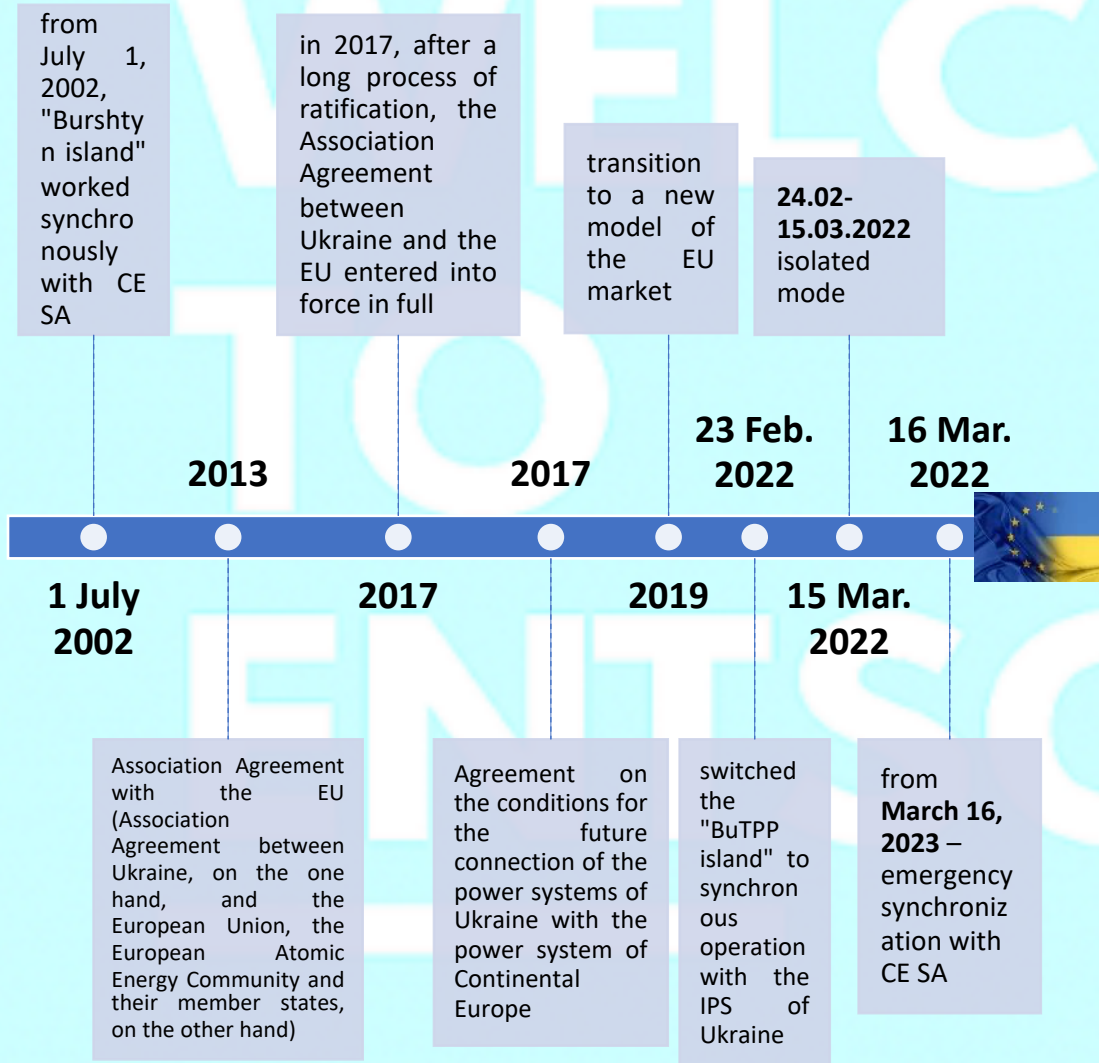 from
July 1,
2002,
"Burshty
n island"
worked
synchro
nously
with CE
SA
in 2017, after a
long process of
ratification, the
Association
Agreement
between
Ukraine and the
EU entered into
force in full
transition
to a new
model of
the EU
market
24.02-
15.03.2022
isolated
mode
2013
2017
23 Feb.
2022
16 Mar.
2022
1 July
2002
2017
2019
15 Mar.
2022
Association Agreement
with the EU
(Association
Agreement between
Ukraine, on the one
hand, and the
European Union, the
European Atomic
Energy Community and
their member states,
on the other hand)
Agreement on
the conditions for
the future
connection of the
power systems of
Ukraine with the
power system of
Continental
Europe
switched
the
"BuTPP
island" to
synchron
ous
operation
with the
IPS of
Ukraine
from
March 16,
2023 –
emergency
synchroniz
ation with
CE SA
WELC
TO
ENTSO